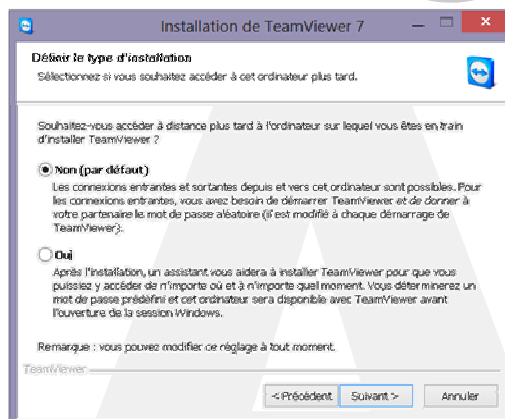 Installation de TeamViewer 7
Définir le type d'installation
Sélectionnez si vous souhaitez accéder à cet ordinateur plus tard.
Souhaitez-vous accéder à distance plus tard à l'ordinateur sur lequel vous êtes en train
d'installer TeamViewer ?
Non (par défaut)
Les connexions entrantes et sortantes depuis et vers cet ordinateur sont possibles. Pour
les connexions entrantes, vous avez besoin de démarrer TeamViewer et de donner à
votre partenaire le mot de passe aléatoire (il est modifié à chaque démarrage de
TeamViewer).
Oui
Après l'installation, un assistant vous aidera à installer TeamViewer pour que vous
puissiez y accéder de n'importe où et à n'importe quel moment. Vous déterminerez un
mot de passe prédéfini et cet ordinateur sera disponible avec TeamViewer avant
l'ouverture de la session Windows.
Remarque : vous pouvez modifier ce réglage à tout moment.
TeamViewer
< Précédent Suivant > Annuler